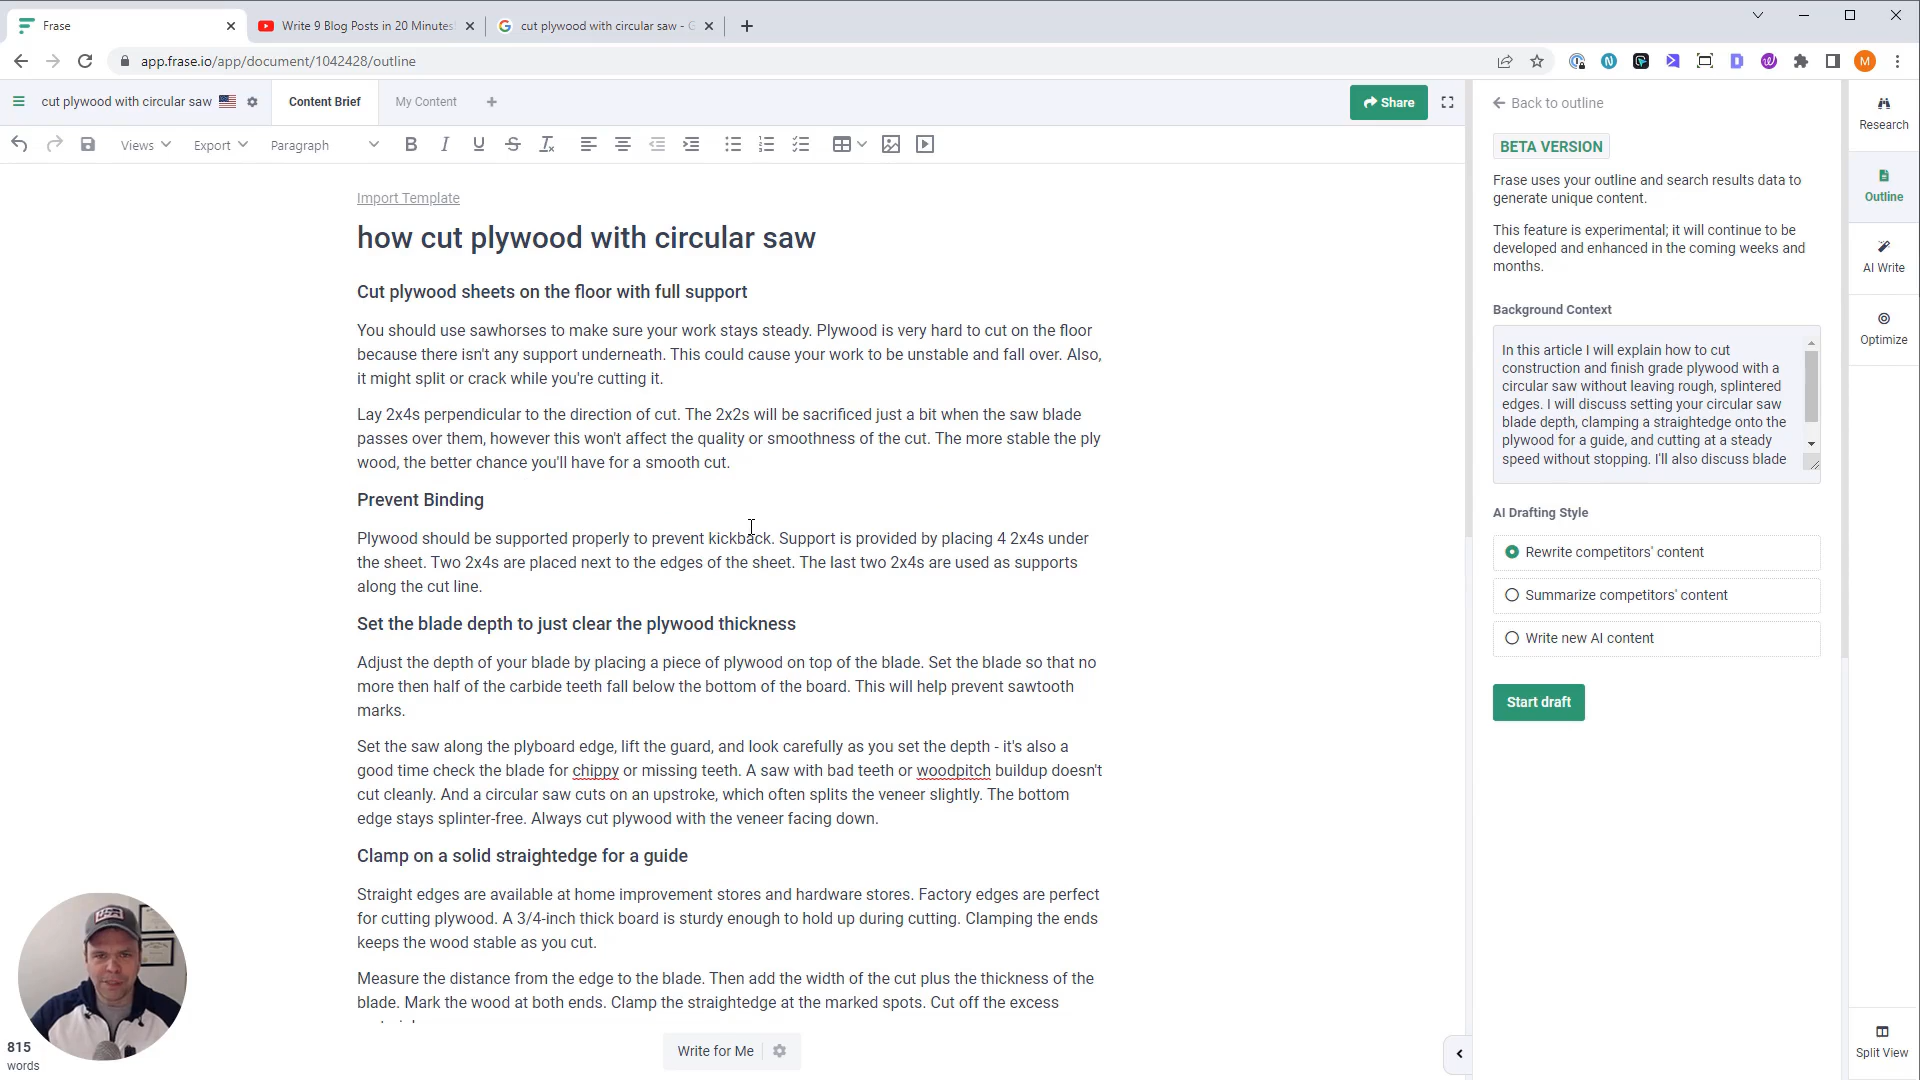 Frase
Write 9 Blog Posts in 20 Minutes
cut plywood with circular saw - G
app.frase.io/app/document/1042428/outline
M
cut plywood with circular saw
Content Brief
My Content
Share
Back to outline
Research
Views
Export
Paragraph
BETA VERSION
Frase uses your outline and search results data to
generate unique content.
This feature is experimental; it will continue to be
developed and enhanced in the coming weeks and
months.
Outline
AI Write
Optimize
Import Template
how cut plywood with circular saw
Cut plywood sheets on the floor with full support
You should use sawhorses to make sure your work stays steady. Plywood is very hard to cut on the floor
because there isn't any support underneath. This could cause your work to be unstable and fall over. Also,
it might split or crack while you're cutting it.
Lay 2x4s perpendicular to the direction of cut. The 2x2s will be sacrificed just a bit when the saw blade
passes over them, however this won't affect the quality or smoothness of the cut. The more stable the ply
wood, the better chance you'll have for a smooth cut.
Prevent Binding
Plywood should be supported properly to prevent kickback. Support is provided by placing 4 2x4s under
the sheet. Two 2x4s are placed next to the edges of the sheet. The last two 2x4s are used as supports
along the cut line.
Set the blade depth to just clear the plywood thickness
Adjust the depth of your blade by placing a piece of plywood on top of the blade. Set the blade so that no
more then half of the carbide teeth fall below the bottom of the board. This will help prevent sawtooth
marks.
Set the saw along the plyboard edge, lift the guard, and look carefully as you set the depth - it's also a
good time check the blade for chippy or missing teeth. A saw with bad teeth or woodpitch buildup doesn't
cut cleanly. And a circular saw cuts on an upstroke, which often splits the veneer slightly. The bottom
edge stays splinter-free. Always cut plywood with the veneer facing down.
Clamp on a solid straightedge for a guide
Straight edges are available at home improvement stores and hardware stores. Factory edges are perfect
for cutting plywood. A 3/4-inch thick board is sturdy enough to hold up during cutting. Clamping the ends
keeps the wood stable as you cut.
Measure the distance from the edge to the blade. Then add the width of the cut plus the thickness of the
blade. Mark the wood at both ends. Clamp the straightedge at the marked spots. Cut off the excess
Background Context
In this article I will explain how to cut
construction and finish grade plywood with a
circular saw without leaving rough, splintered
edges. I will discuss setting your circular saw
blade depth, clamping a straightedge onto the
plywood for a guide, and cutting at a steady
speed without stopping. I'll also discuss blade
AI Drafting Style
Rewrite competitors' content
Summarize competitors' content
Write new AI content
Start draft
815
words
Write for Me
Split View